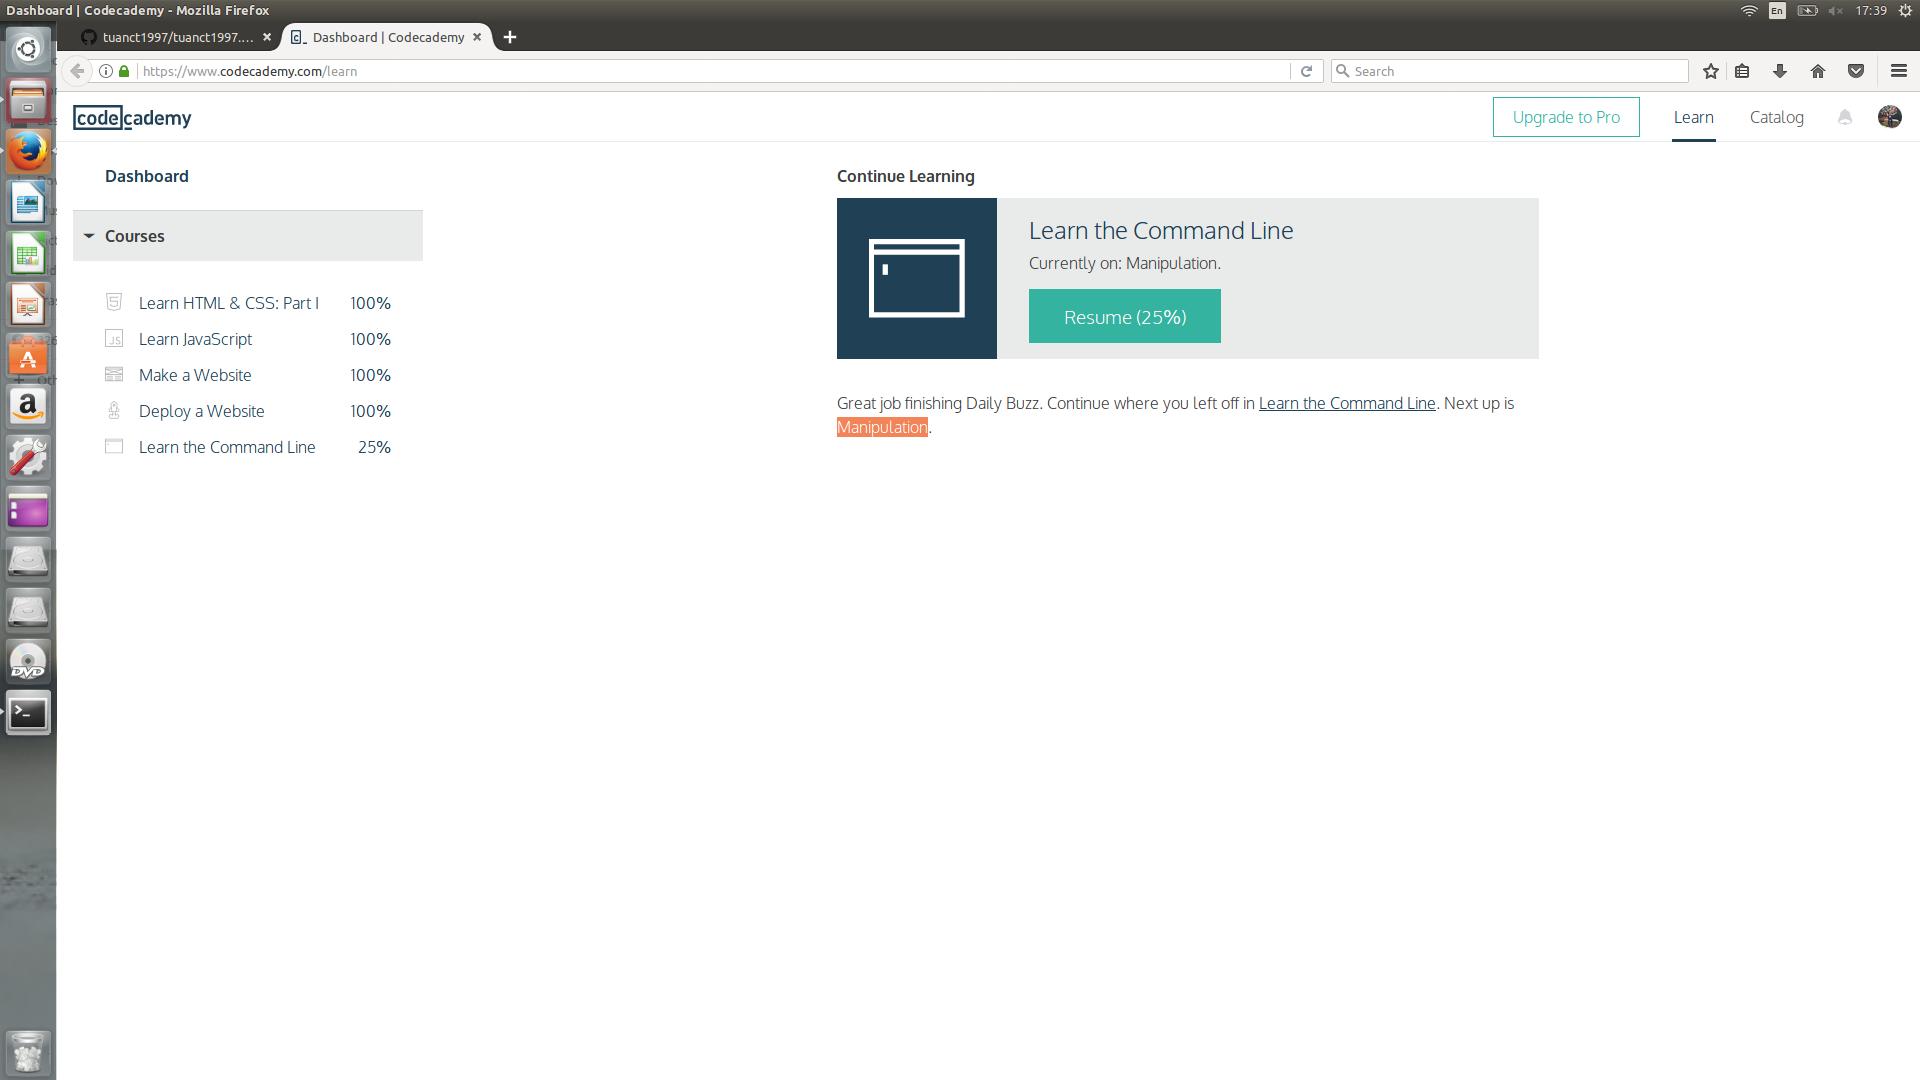 Dashboard | Codecademy - Mozilla Firefox
En
17:39
tuanct1997/tuanct1997....
Dashboard | Codecademy
https://www.codecademy.com/learn
Search
codecademy
Upgrade to Pro
Learn
Catalog
Dashboard
Courses
Learn HTML & CSS: Part I 100%
Learn JavaScript 100%
Make a Website 100%
Deploy a Website 100%
Learn the Command Line 25%
Continue Learning
Learn the Command Line
Currently on: Manipulation.
Resume (25%)
Great job finishing Daily Buzz. Continue where you left off in Learn the Command Line. Next up is
Manipulation.
DVD